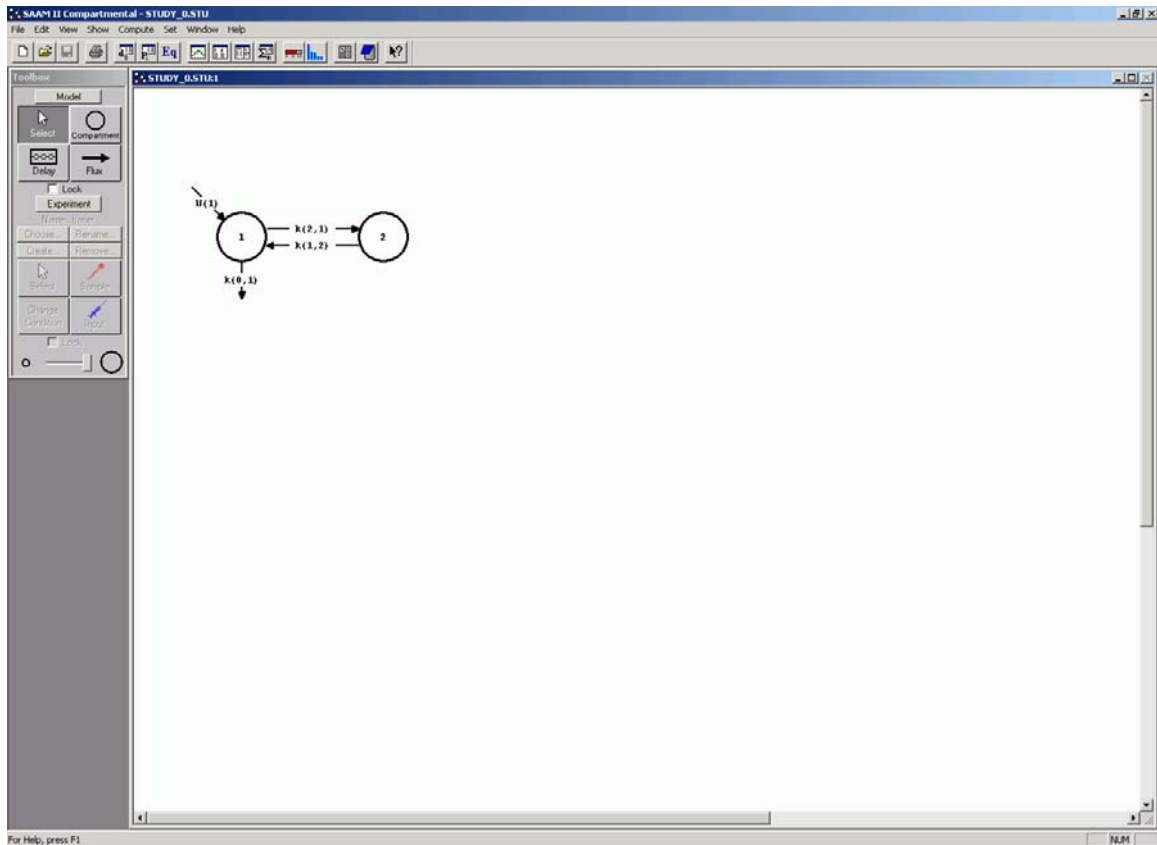 SAAM II Compartmental - STUDY_0.STU
File Edit View Show Compute Set Window Help
Eq
Toolbox
STUDY_0.STU:1
Model
Select Compartment
Delay Flux
Lock
Experiment
Choose... Rename...
Create... Remove...
Select Sample
Change Condition Input
Lock
U(1)
1 k(2,1) 2
k(1,2)
k(0,1)
For Help, press F1
NUM